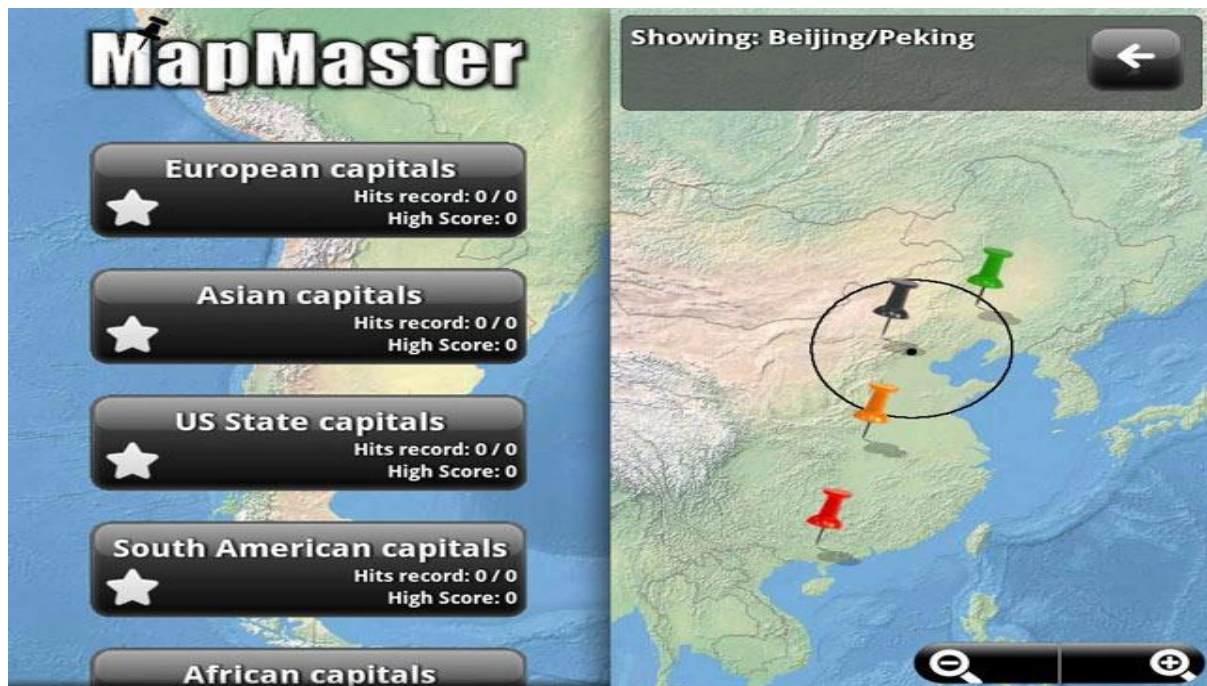 MapMaster
European capitals
Hits record: 0 / 0
High Score: 0
Asian capitals
Hits record: 0 / 0
High Score: 0
US State capitals
Hits record: 0 / 0
High Score: 0
South American capitals
Hits record: 0 / 0
High Score: 0
African capitals
Showing: Beijing/Peking